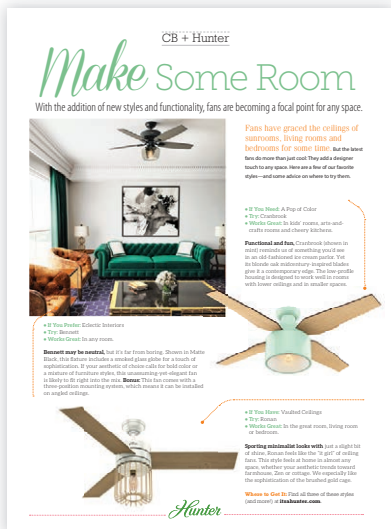 CB + Hunter
Make Some Room
With the addition of new styles and functionality, fans are becoming a focal point for any space.
Fans have graced the ceilings of
sunrooms, living rooms and
bedrooms for some time. But the latest
fans do more than just cool: They add a designer
touch to any space. Here are a few of our favorite
styles—and some advice on where to try them.
If You Need: A Pop of Color
Try: Cranbrook
Works Great: In kids' rooms, arts-and-
crafts rooms and cheery kitchens.
Functional and fun, Cranbrook (shown in
mint) reminds us of something you'd see
in an old-fashioned ice cream parlor. Yet
its blonde oak midcentury-inspired blades
give it a contemporary edge. The low-profile
housing is designed to work well in rooms
with lower ceilings and in smaller spaces.
If You Prefer: Eclectic Interiors
Try: Bennett
Works Great: In any room.
Bennett may be neutral, but it's far from boring. Shown in Matte
Black, this fixture includes a smoked glass globe for a touch of
sophistication. If your aesthetic choice calls for bold color or
a mixture of furniture styles, this unassuming-yet-elegant fan
is likely to fit right into the mix. Bonus: This fan comes with a
three-position mounting system, which means it can be installed
on angled ceilings.
If You Have: Vaulted Ceilings
Try: Ronan
Works Great: In the great room, living room
or bedroom.
Sporting minimalist looks with just a slight bit
of shine, Ronan feels like the "it girl" of ceiling
fans. This style feels at home in almost any
space, whether your aesthetic trends toward
farmhouse, Zen or cottage. We especially like
the sophistication of the brushed gold cage.
Where to Get It: Find all three of these styles
(and more!) at itsahunter.com.
Hunter